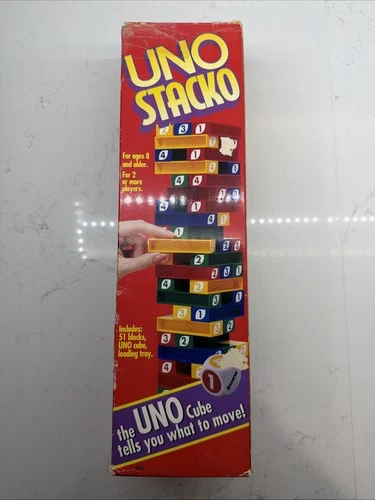 UNO
STACKO
For ages 8
and older.
For 2
or more
players.
Includes:
51 blocks,
UNO cube,
loading tray.
the UNO Cube
tells you what to move!